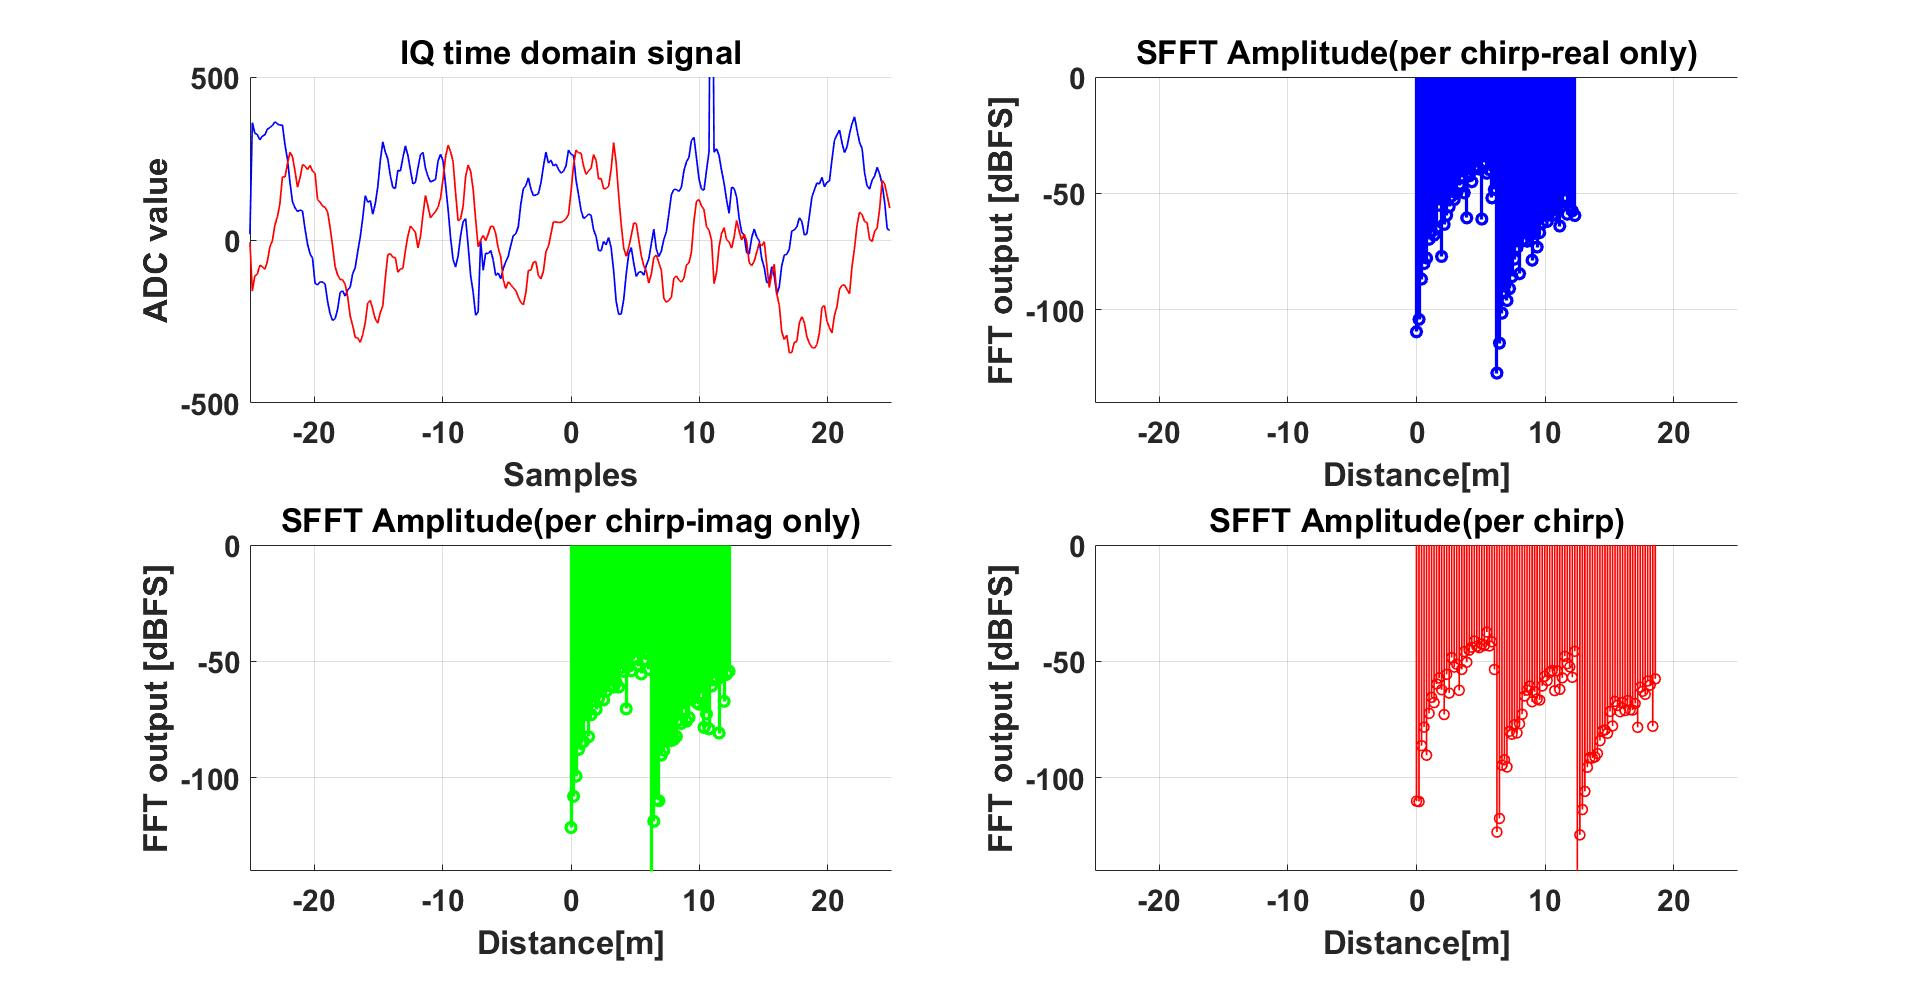 IQ time domain signal
500
0
-500
ADC value
-20 -10 0 10 20
Samples
SFFT Amplitude(per chirp-real only)
0
-50
-100
FFT output [dBFS]
-20 -10 0 10 20
Distance[m]
SFFT Amplitude(per chirp-imag only)
0
-50
-100
FFT output [dBFS]
-20 -10 0 10 20
Distance[m]
SFFT Amplitude(per chirp)
0
-50
-100
FFT output [dBFS]
-20 -10 0 10 20
Distance[m]